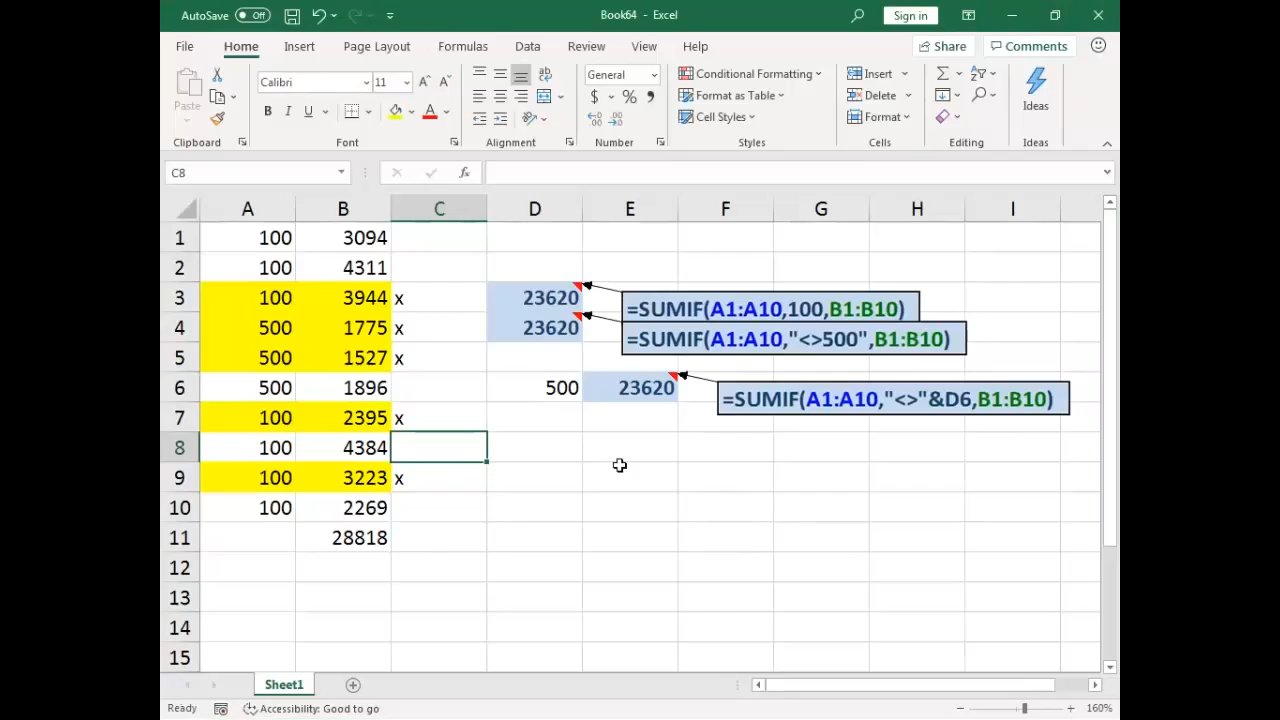 AutoSave Off Book64 - Excel Sign in
File Home Insert Page Layout Formulas Data Review View Help Share Comments
Paste Calibri 11 General Conditional Formatting Insert Ideas
B I U $ % Format as Table Delete
Cell Styles Format
Clipboard Font Alignment Number Styles Cells Editing Ideas
C8 fx
A B C D E F G H I
1 100 3094
2 100 4311
3 100 3944 x 23620 =SUMIF(A1:A10,100,B1:B10)
4 500 1775 x 23620 =SUMIF(A1:A10,"<>500",B1:B10)
5 500 1527 x
6 500 1896 500 23620 =SUMIF(A1:A10,"<>"&D6,B1:B10)
7 100 2395 x
8 100 4384
9 100 3223 x
10 100 2269
11 28818
12
13
14
15
Sheet1
Ready Accessibility: Good to go 160%